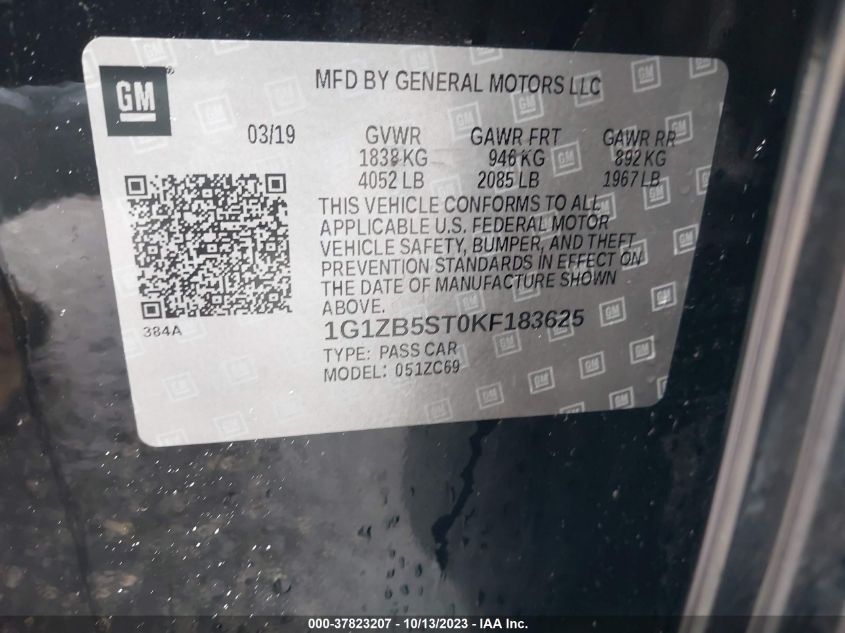 GM
MFD BY GENERAL MOTORS LLC
03/19 GVWR GAWR FRT GAWR RR
1838 KG 946 KG 892 KG
4052 LB 2085 LB 1967 LB
THIS VEHICLE CONFORMS TO ALL
APPLICABLE U.S. FEDERAL MOTOR
VEHICLE SAFETY, BUMPER, AND THEFT
PREVENTION STANDARDS IN EFFECT ON
THE DATE OF MANUFACTURE SHOWN
ABOVE.
384A
1G1ZB5ST0KF183625
TYPE: PASS CAR
MODEL: 051ZC69
000-37823207 - 10/13/2023 - IAA Inc.